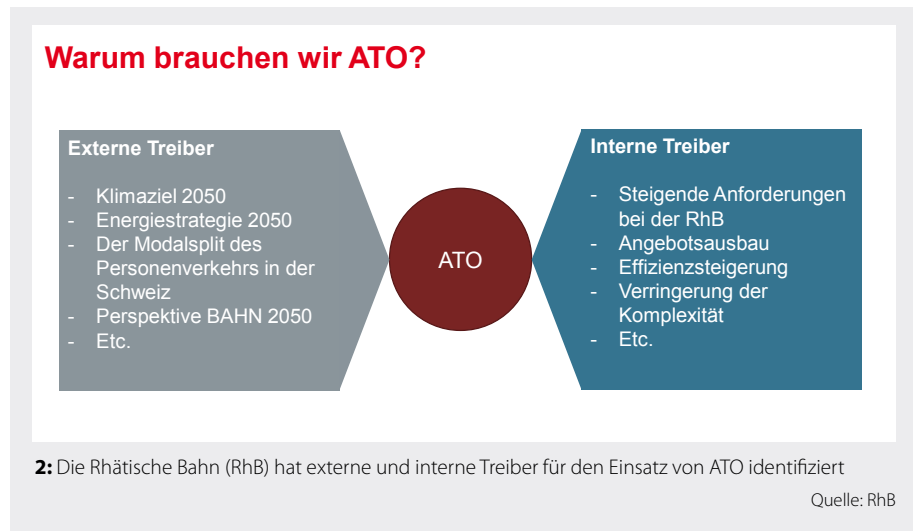 Warum brauchen wir ATO?
Externe Treiber
- Klimaziel 2050
- Energiestrategie 2050
- Der Modalsplit des
Personenverkehrs in der
Schweiz
- Perspektive BAHN 2050
- Etc.
ATO
Interne Treiber
- Steigende Anforderungen
bei der RhB
- Angebotsausbau
- Effizienzsteigerung
- Verringerung der
Komplexität
- Etc.
2: Die Rhätische Bahn (RhB) hat externe und interne Treiber für den Einsatz von ATO identifiziert
Quelle: RhB